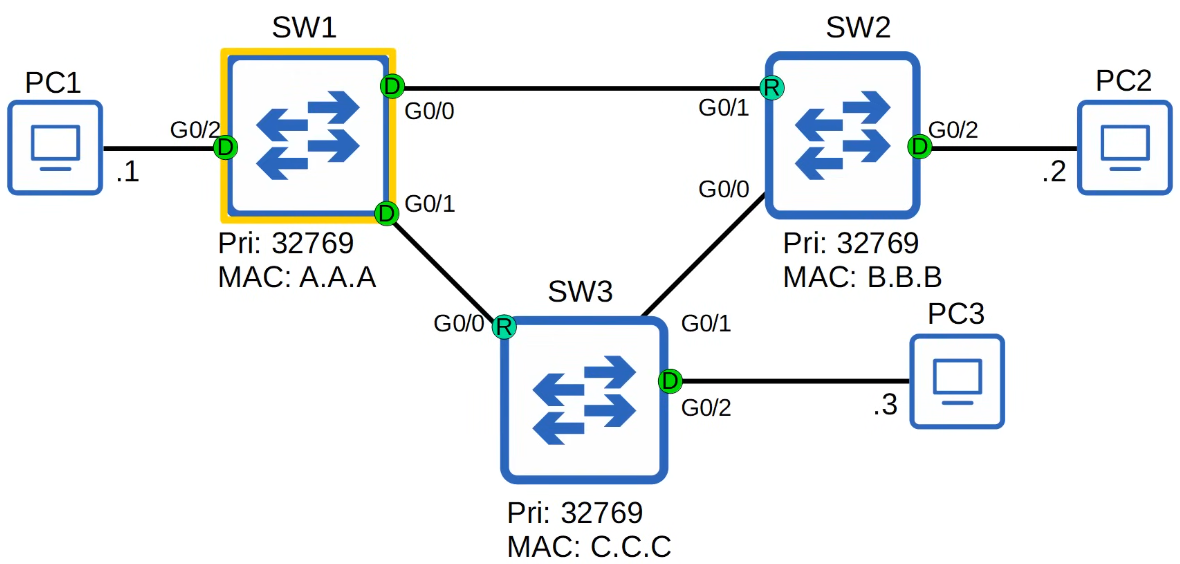 SW1
SW2
PC1
PC2
D
G0/0
G0/1
R
G0/2
D
D
G0/2
.1
.2
G0/0
D
G0/1
Pri: 32769
MAC: A.A.A
Pri: 32769
MAC: B.B.B
SW3
PC3
G0/0
R
G0/1
D
G0/2
.3
Pri: 32769
MAC: C.C.C